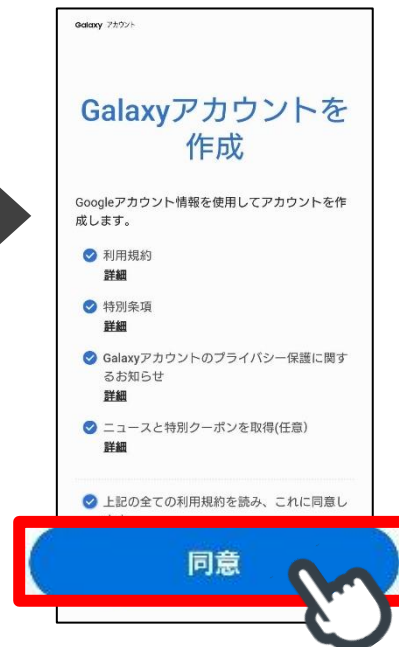 Galaxy アカウント
Galaxyアカウントを
作成
Googleアカウント情報を使用してアカウントを作
成します。
利用規約
詳細
特別条項
詳細
Galaxyアカウントのプライバシー保護に関す
るお知らせ
詳細
ニュースと特別クーポンを取得(任意)
詳細
上記の全ての利用規約を読み、これに同意し
同意